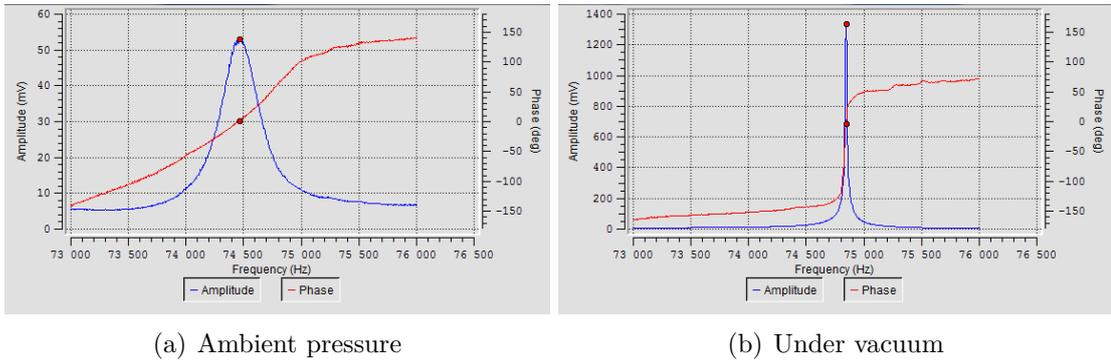 60
50
40
30
20
10
0
Amplitude (mV)
150
100
50
0
-50
-100
-150
Phase (deg)
73 000 73 500 74 000 74 500 75 000 75 500 76 000 76 500
Frequency (Hz)
Amplitude Phase
(a) Ambient pressure
1400
1200
1000
800
600
400
200
0
Amplitude (mV)
150
100
50
0
-50
-100
-150
Phase (deg)
73 000 73 500 74 000 74 500 75 000 75 500 76 000 76 500
Frequency (Hz)
Amplitude Phase
(b) Under vacuum